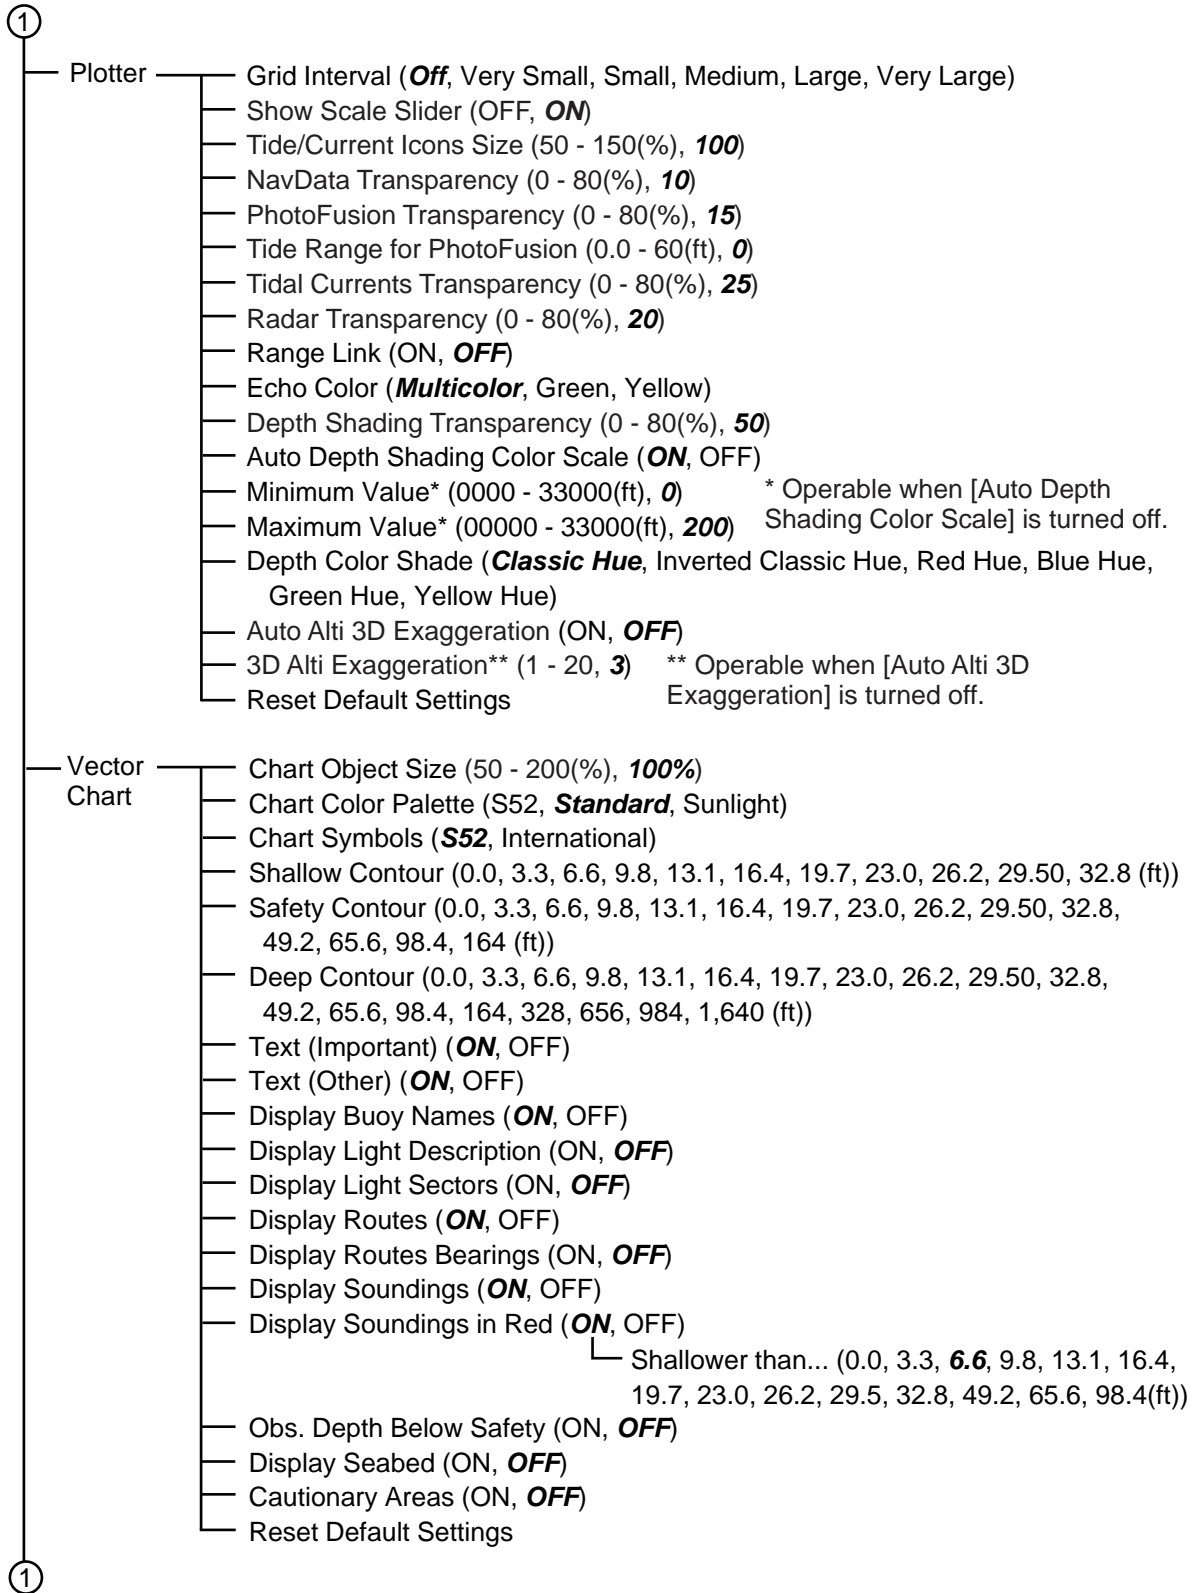 1
Plotter
Grid Interval (Off, Very Small, Small, Medium, Large, Very Large)
Show Scale Slider (OFF, ON)
Tide/Current Icons Size (50 - 150(%), 100)
NavData Transparency (0 - 80(%), 10)
PhotoFusion Transparency (0 - 80(%), 15)
Tide Range for PhotoFusion (0.0 - 60(ft), 0)
Tidal Currents Transparency (0 - 80(%), 25)
Radar Transparency (0 - 80(%), 20)
Range Link (ON, OFF)
Echo Color (Multicolor, Green, Yellow)
Depth Shading Transparency (0 - 80(%), 50)
Auto Depth Shading Color Scale (ON, OFF)
Minimum Value* (0000 - 33000(ft), 0)
Maximum Value* (00000 - 33000(ft), 200)
* Operable when [Auto Depth
Shading Color Scale] is turned off.
Depth Color Shade (Classic Hue, Inverted Classic Hue, Red Hue, Blue Hue,
Green Hue, Yellow Hue)
Auto Alti 3D Exaggeration (ON, OFF)
3D Alti Exaggeration** (1 - 20, 3)
** Operable when [Auto Alti 3D
Exaggeration] is turned off.
Reset Default Settings
Vector
Chart
Chart Object Size (50 - 200(%), 100%)
Chart Color Palette (S52, Standard, Sunlight)
Chart Symbols (S52, International)
Shallow Contour (0.0, 3.3, 6.6, 9.8, 13.1, 16.4, 19.7, 23.0, 26.2, 29.50, 32.8 (ft))
Safety Contour (0.0, 3.3, 6.6, 9.8, 13.1, 16.4, 19.7, 23.0, 26.2, 29.50, 32.8,
49.2, 65.6, 98.4, 164 (ft))
Deep Contour (0.0, 3.3, 6.6, 9.8, 13.1, 16.4, 19.7, 23.0, 26.2, 29.50, 32.8,
49.2, 65.6, 98.4, 164, 328, 656, 984, 1,640 (ft))
Text (Important) (ON, OFF)
Text (Other) (ON, OFF)
Display Buoy Names (ON, OFF)
Display Light Description (ON, OFF)
Display Light Sectors (ON, OFF)
Display Routes (ON, OFF)
Display Routes Bearings (ON, OFF)
Display Soundings (ON, OFF)
Display Soundings in Red (ON, OFF)
Shallower than... (0.0, 3.3, 6.6, 9.8, 13.1, 16.4,
19.7, 23.0, 26.2, 29.5, 32.8, 49.2, 65.6, 98.4(ft))
Obs. Depth Below Safety (ON, OFF)
Display Seabed (ON, OFF)
Cautionary Areas (ON, OFF)
Reset Default Settings
1